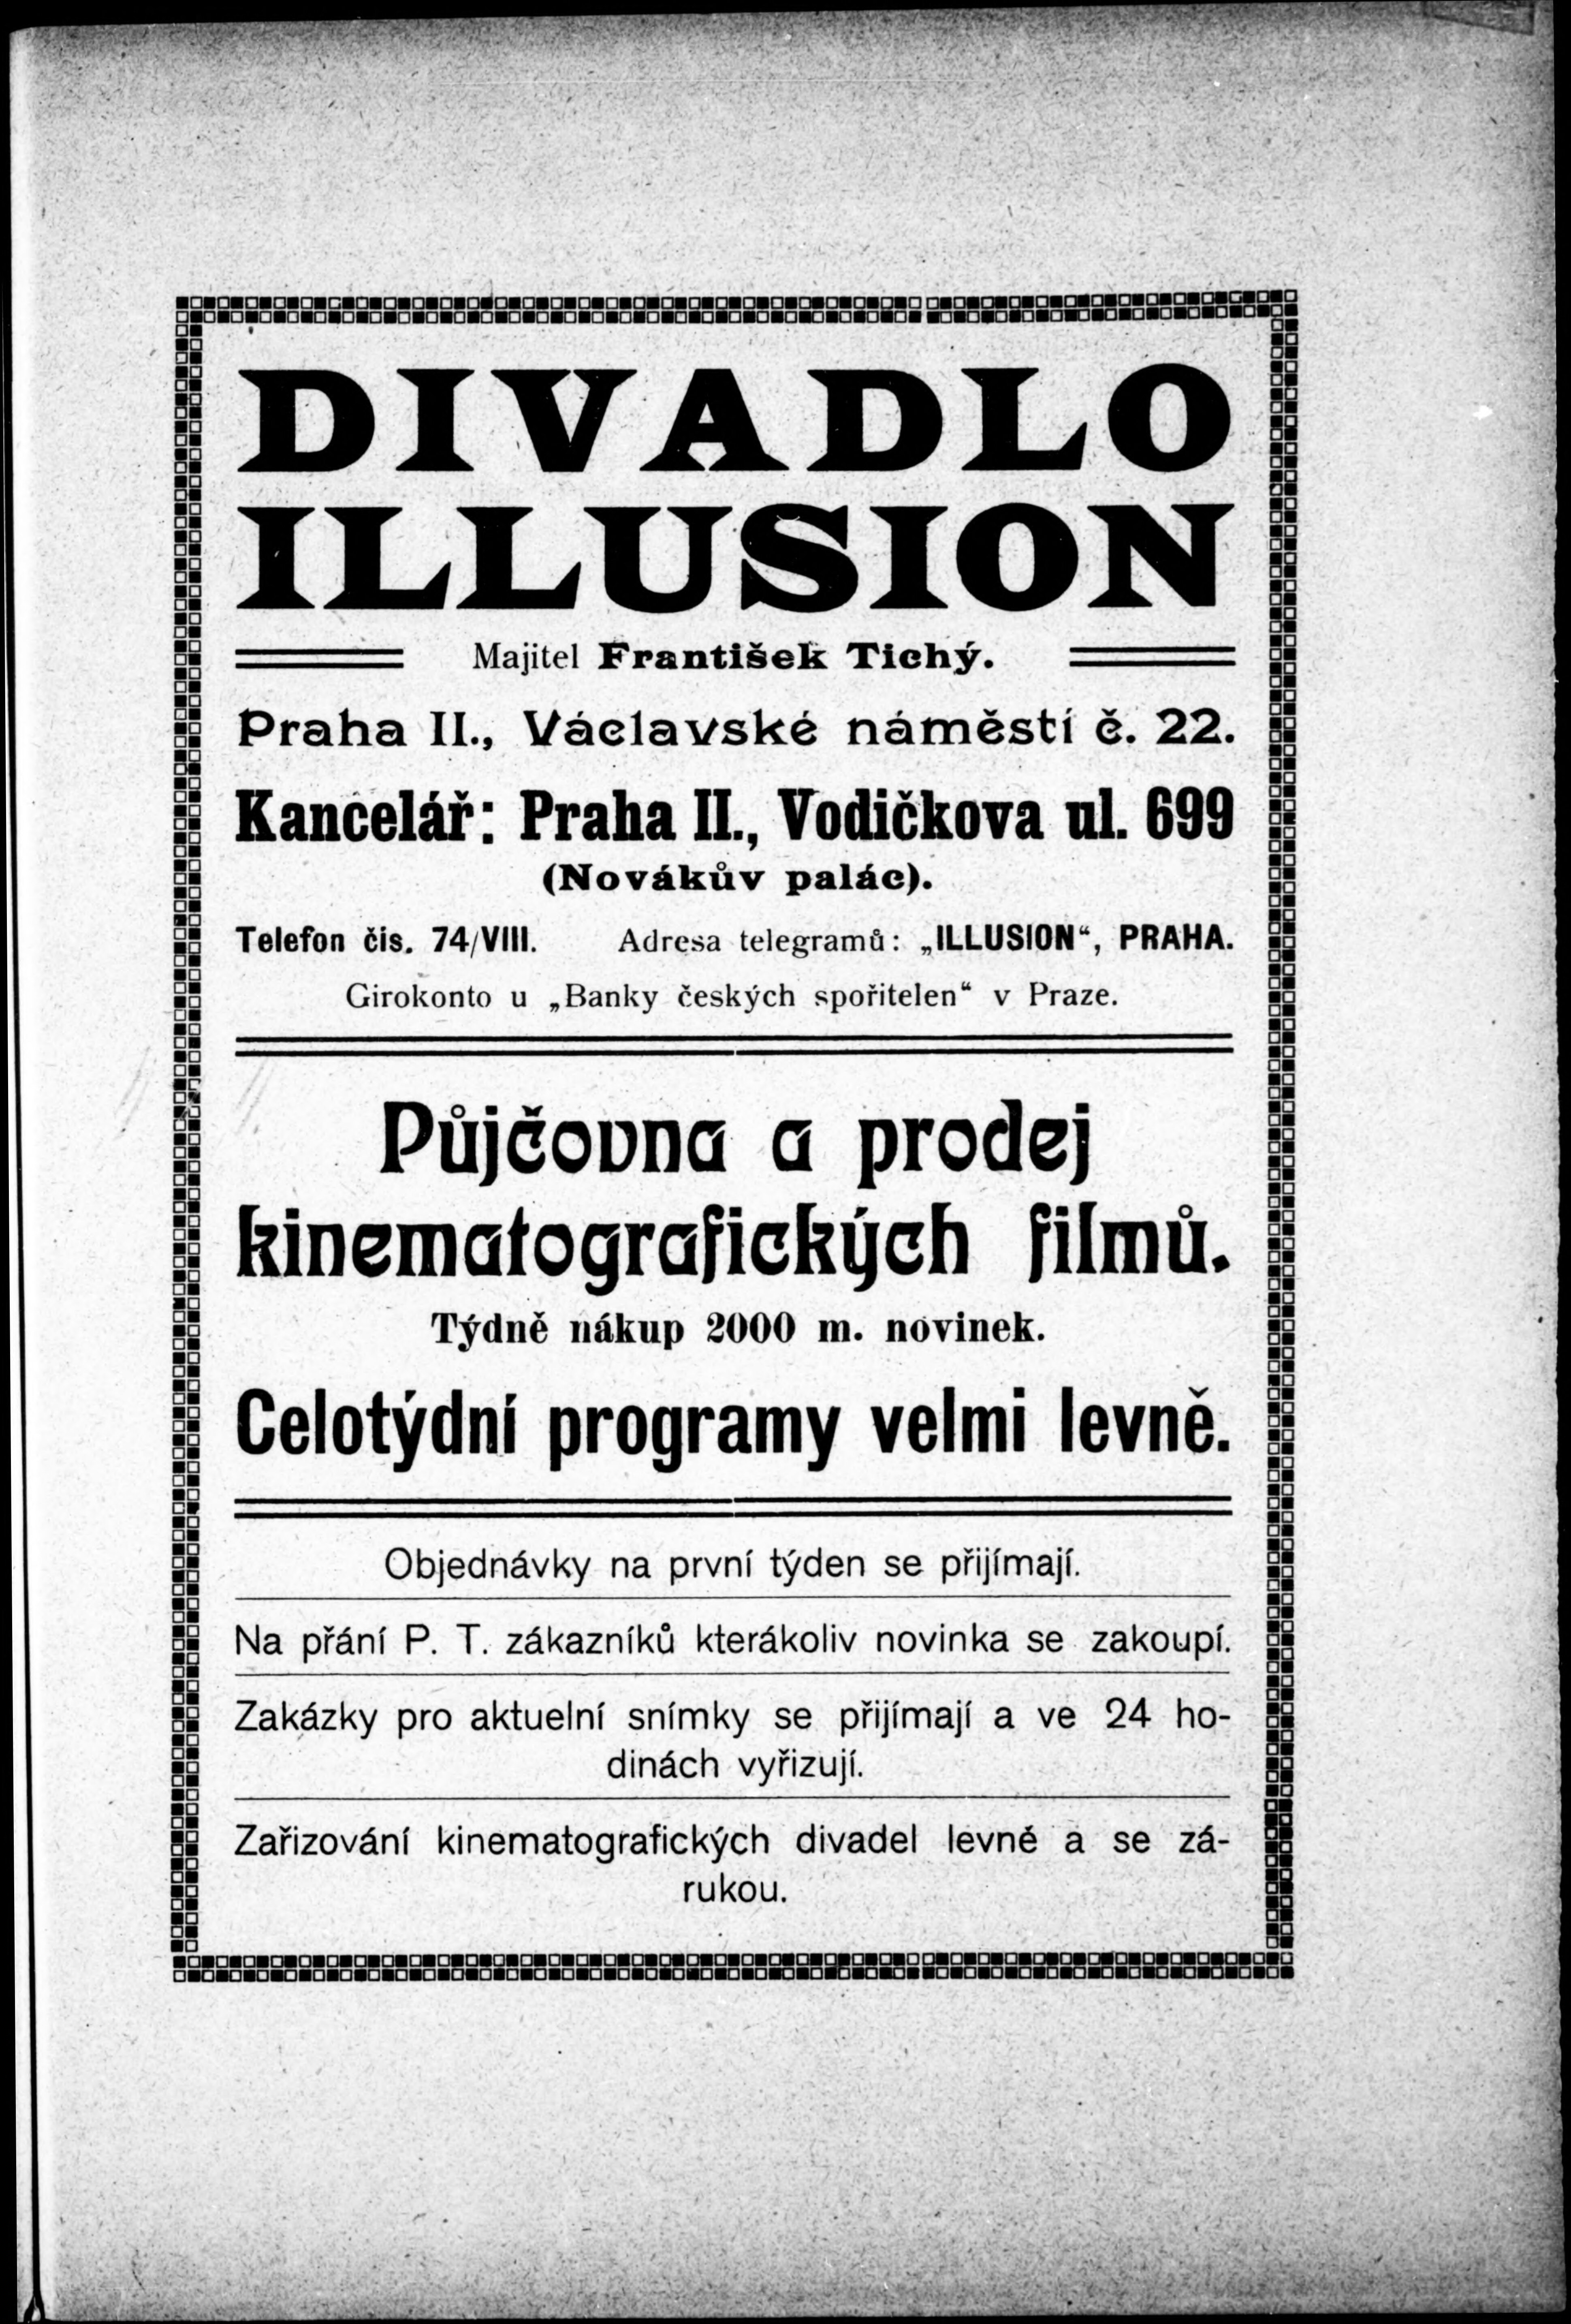 DIVADLO
ILLUSION
Majitel František Tichý.
Praha II., Václavské náměstí č. 22.
Kancelář: Praha II., Vodičkova ul. 699
(Novákův palác).
Telefon čis. 74/VIII. Adresa telegramů: „ILLUSION“, PRAHA.
Girokonto u „Banky českých spořitelen“ v Praze.
Půjčovna a prodej
kinematografických filmů.
Týdně nákup 2000 m. novinek.
Celotýdní programy velmi levně.
Objednávky na první týden se přijímají.
Na přání P. T. zákazníků kterákoliv novinka se zakoupí.
Zakázky pro aktuelní snímky se přijímají a ve 24 ho-
dinách vyřizují.
Zařizování kinematografických divadel levně a se zá-
rukou.